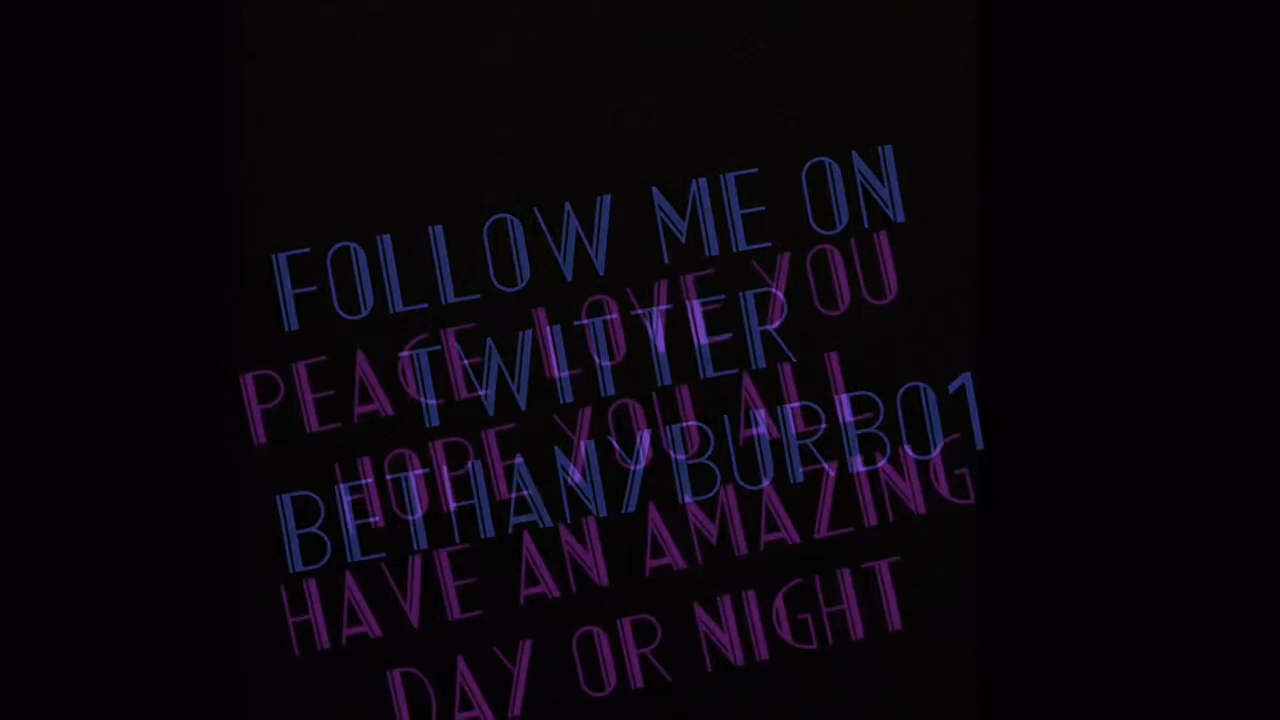 FOLLOW ME ON
TWITTER
BETHANYBURB01
PEACE LOVE YOU
HOPE YOU ALL
HAVE AN AMAZING
DAY OR NIGHT